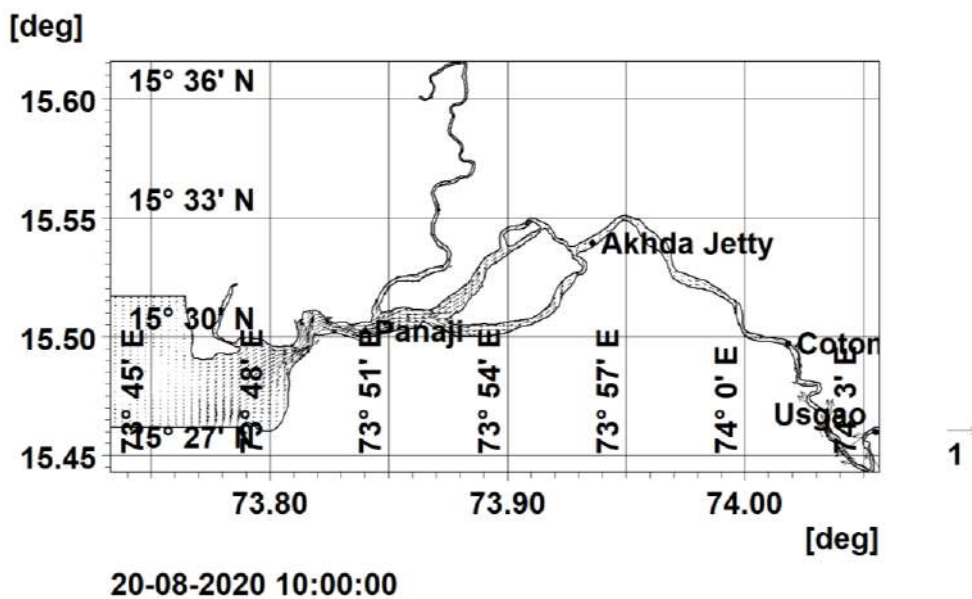 [deg]
15° 36' N
15.60
15° 33' N
15.55
Akhda Jetty
15° 30' N
Panaji
15.50
Coton
73° 45' E
73° 48' E
73° 51' E
73° 54' E
73° 57' E
74° 0' E
74° 3' E
Usgao
15° 27' N
15.45
1
73.80
73.90
74.00
[deg]
20-08-2020 10:00:00